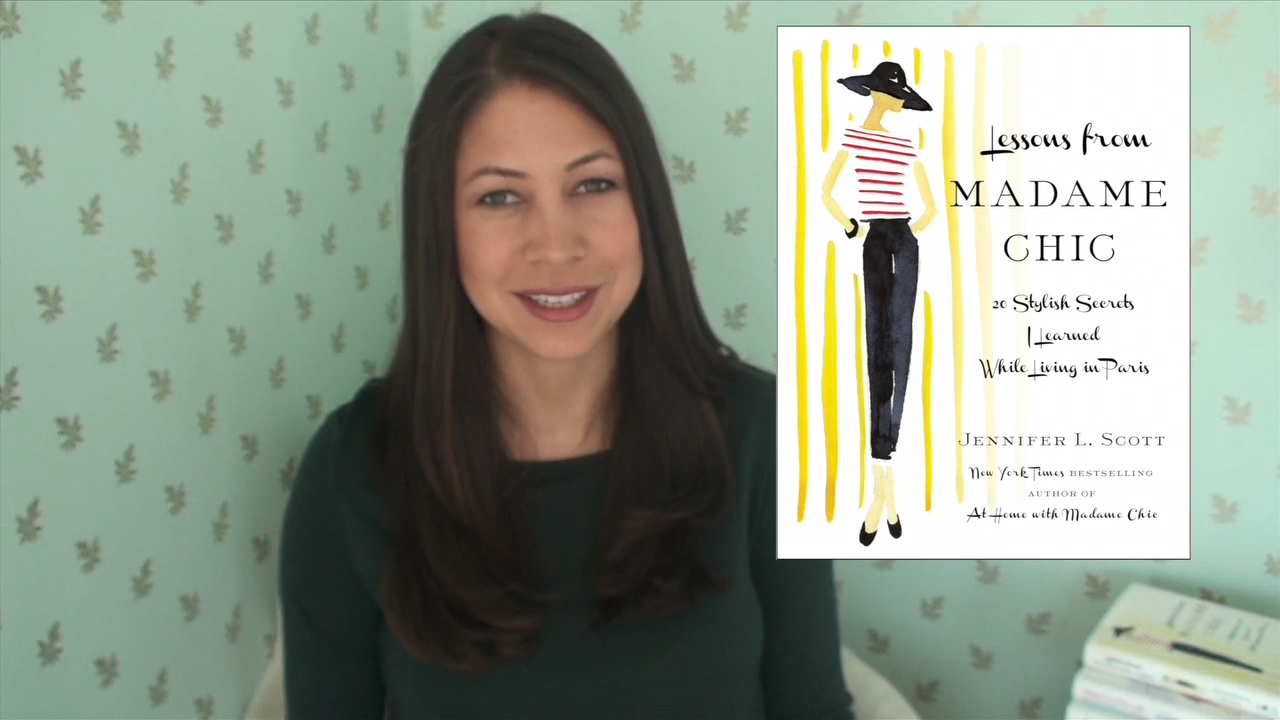 Lessons from
MADAME
CHIC
20 Stylish Secrets
I Learned
While Living in Paris
JENNIFER L. SCOTT
New York Times BESTSELLING
AUTHOR OF
At Home with Madame Chic